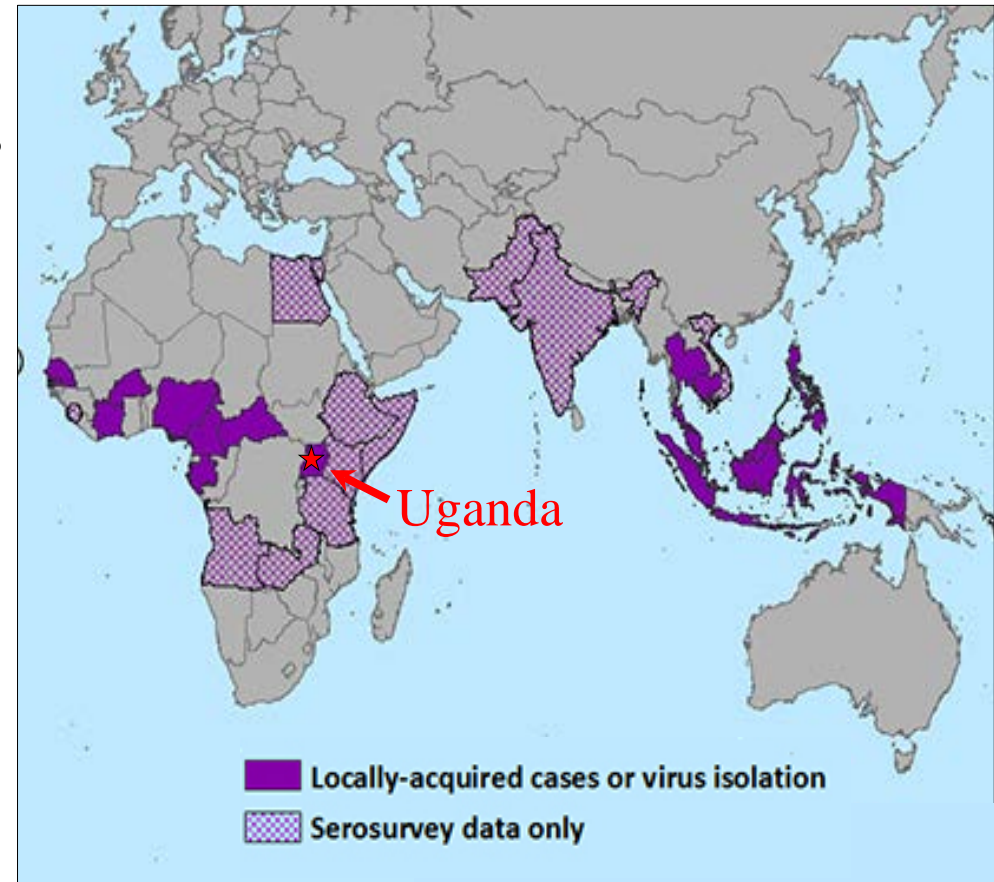 Uganda
Locally-acquired cases or virus isolation
Serosurvey data only